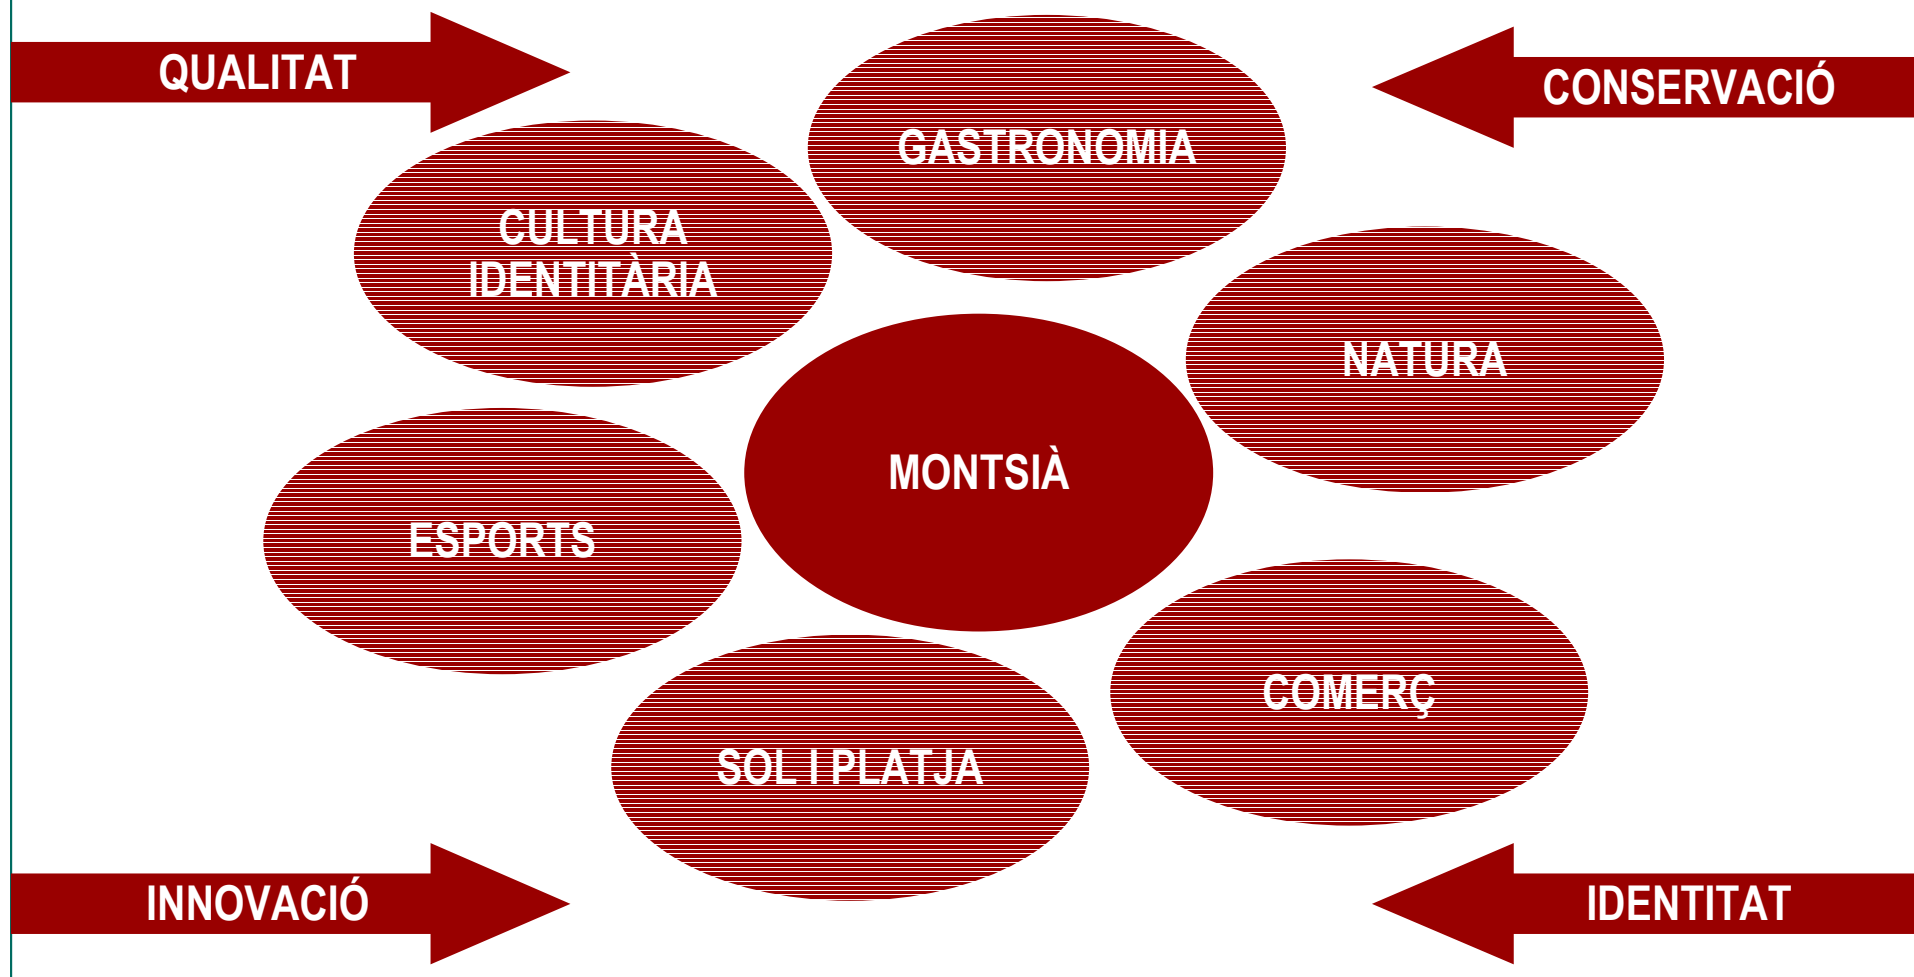 QUALITAT
CONSERVACIÓ
GASTRONOMIA
CULTURA
IDENTITÀRIA
NATURA
MONTSIÀ
ESPORTS
COMERÇ
SOL I PLATJA
INNOVACIÓ
IDENTITAT